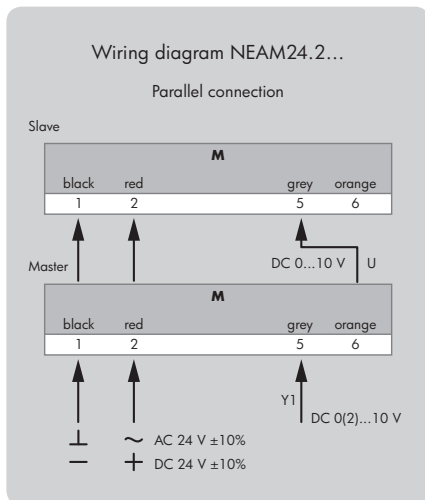 Wiring diagram NEAM24.2...
Parallel connection
Slave
M
black red grey orange
1 2 5 6
Master DC 0...10 V U
M
black red grey orange
1 2 5 6
Y1
DC 0(2)...10 V
⊥ ~ AC 24 V ±10%
− + DC 24 V ±10%